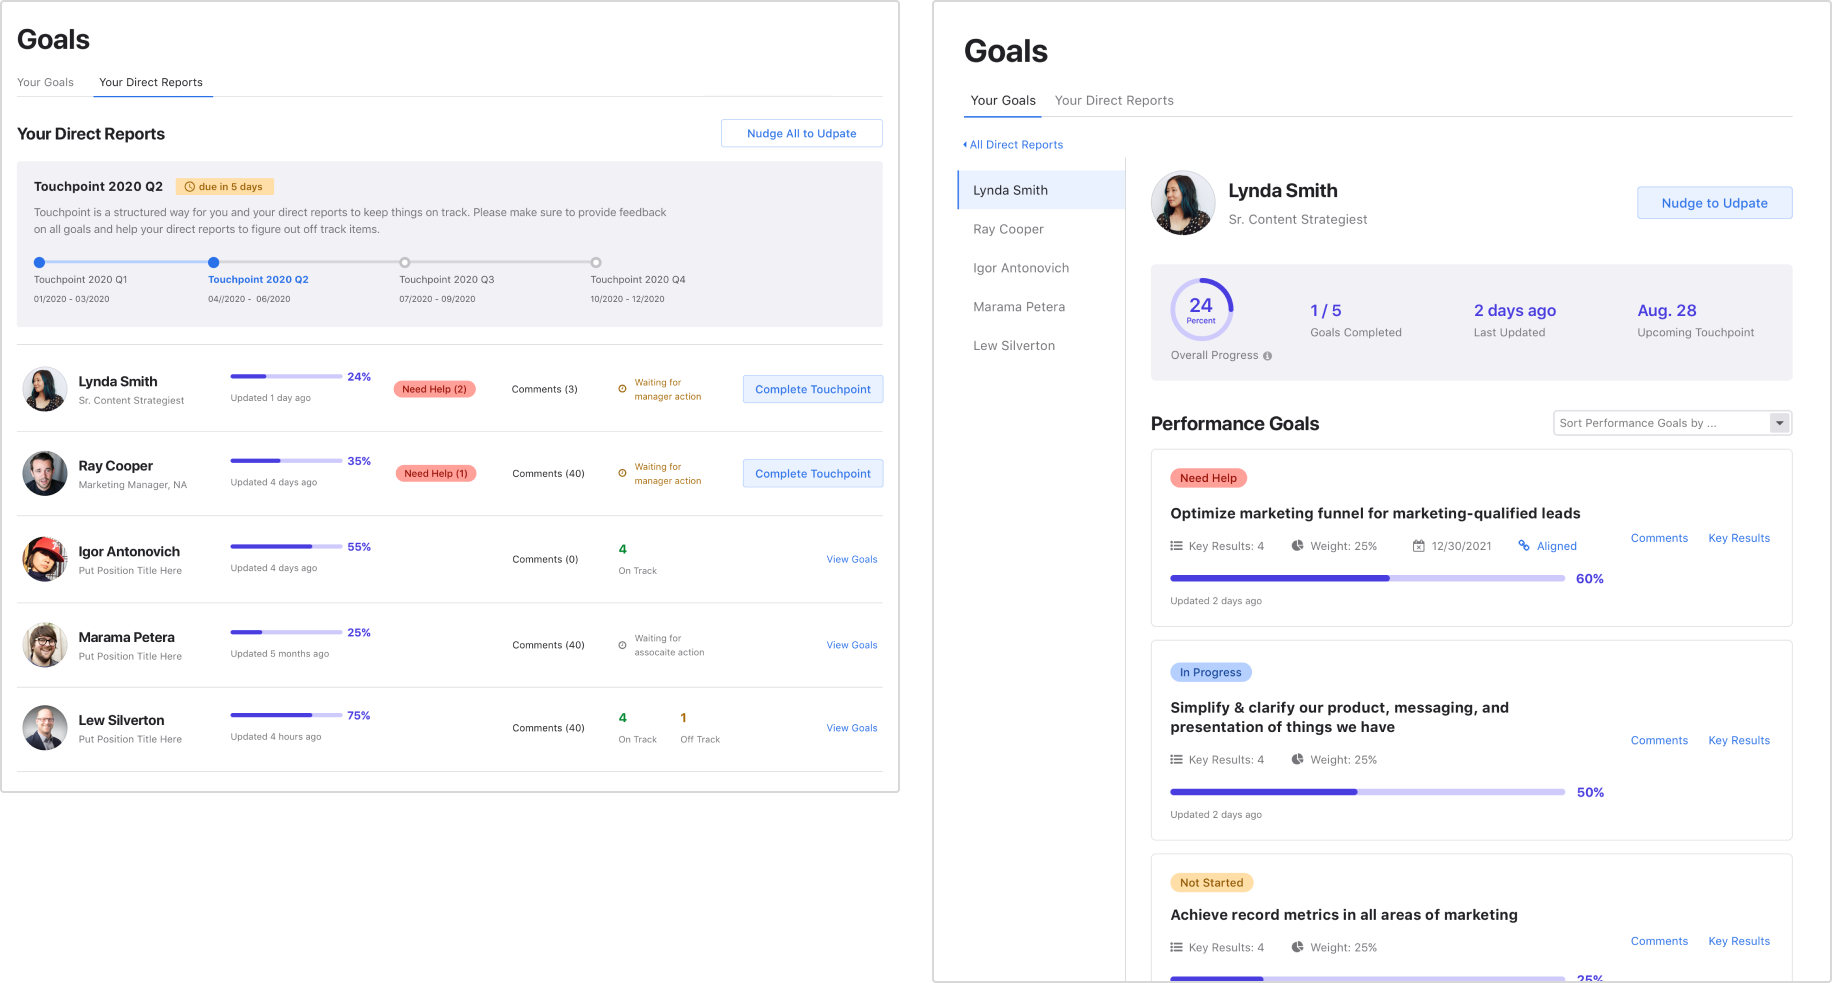 Goals
Your Goals
Your Direct Reports
Your Direct Reports
Nudge All to Udpate
Touchpoint 2020 Q2
due in 5 days
Touchpoint is a structured way for you and your direct reports to keep things on track. Please make sure to provide feedback
on all goals and help your direct reports to figure out off track items.
Touchpoint 2020 Q1
01/2020 - 03/2020
Touchpoint 2020 Q2
04//2020 - 06/2020
Touchpoint 2020 Q3
07/2020 - 09/2020
Touchpoint 2020 Q4
10/2020 - 12/2020
Lynda Smith
Sr. Content Strategiest
24%
Updated 1 day ago
Need Help (2)
Comments (3)
Waiting for
manager action
Complete Touchpoint
Ray Cooper
Marketing Manager, NA
35%
Updated 4 days ago
Need Help (1)
Comments (40)
Waiting for
manager action
Complete Touchpoint
Igor Antonovich
Put Position Title Here
55%
Updated 4 days ago
Comments (0)
4
On Track
View Goals
Marama Petera
Put Position Title Here
25%
Updated 5 months ago
Comments (40)
Waiting for
assocaite action
View Goals
Lew Silverton
Put Position Title Here
75%
Updated 4 hours ago
Comments (40)
4
On Track
1
Off Track
View Goals
Goals
Your Goals
Your Direct Reports
All Direct Reports
Lynda Smith
Ray Cooper
Igor Antonovich
Marama Petera
Lew Silverton
Lynda Smith
Sr. Content Strategiest
Nudge to Udpate
24
Percent
Overall Progress
1 / 5
Goals Completed
2 days ago
Last Updated
Aug. 28
Upcoming Touchpoint
Performance Goals
Sort Performance Goals by ...
Need Help
Optimize marketing funnel for marketing-qualified leads
Key Results: 4
Weight: 25%
12/30/2021
Aligned
Comments
Key Results
60%
Updated 2 days ago
In Progress
Simplify & clarify our product, messaging, and
presentation of things we have
Key Results: 4
Weight: 25%
Comments
Key Results
50%
Updated 2 days ago
Not Started
Achieve record metrics in all areas of marketing
Key Results: 4
Weight: 25%
Comments
Key Results
25%